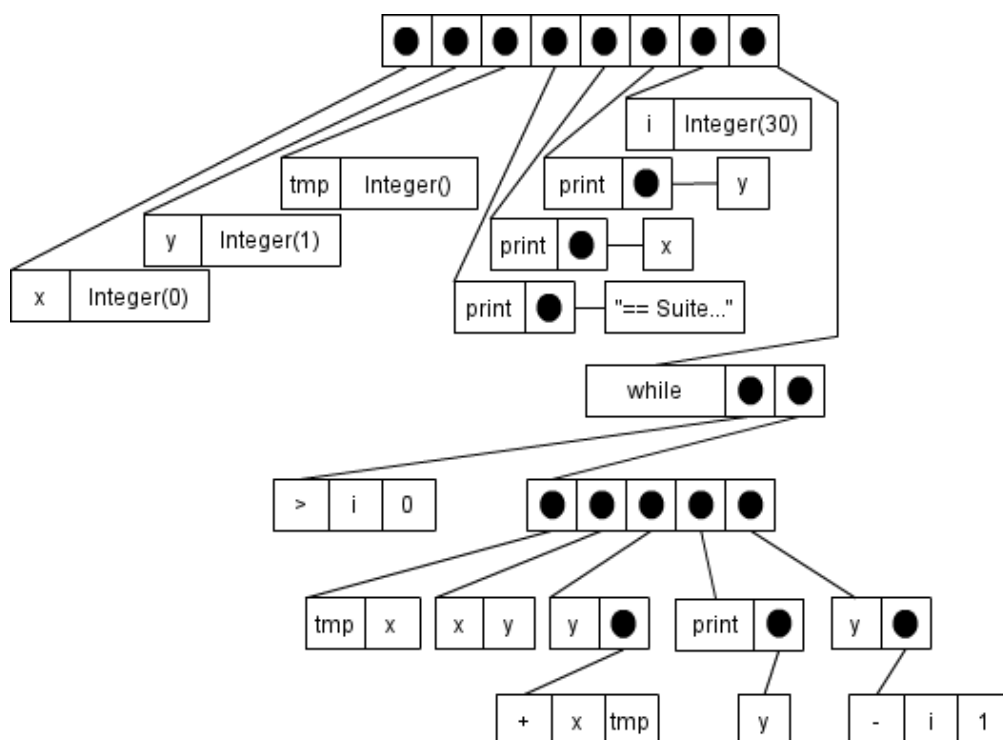 i Integer(30)
tmp Integer() print y
y Integer(1) print x
x Integer(0) print "== Suite..."
while
> i 0
tmp x x y y print y
+ x tmp y - i 1